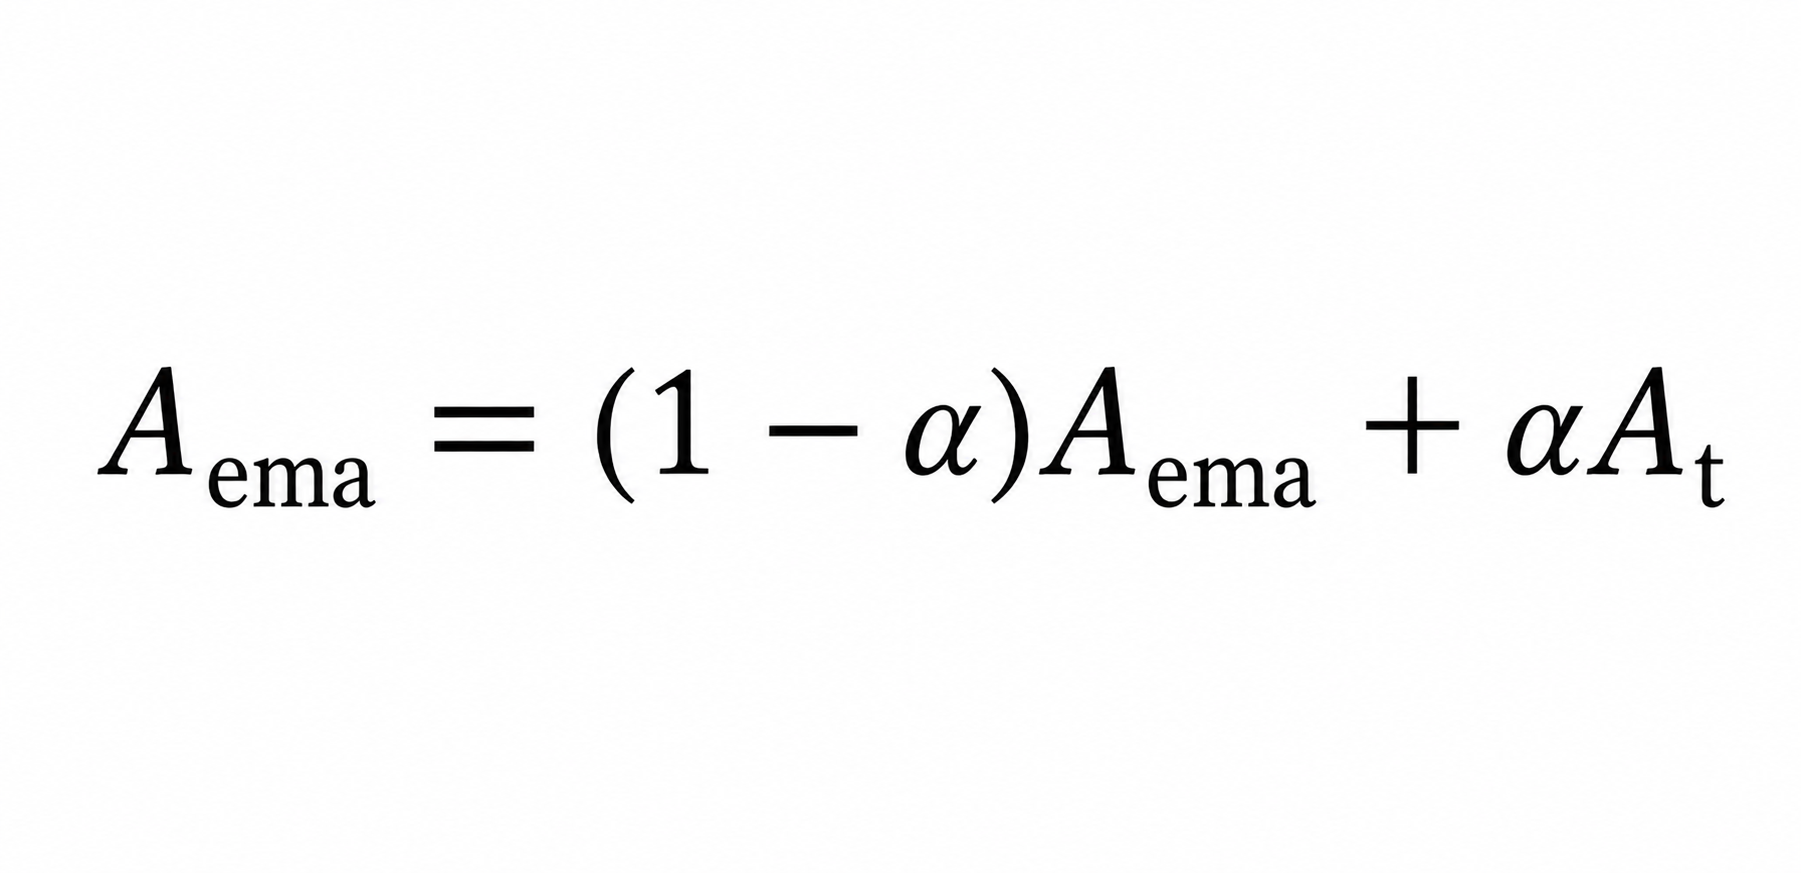 A_ema = (1 − α)A_ema + αA_t